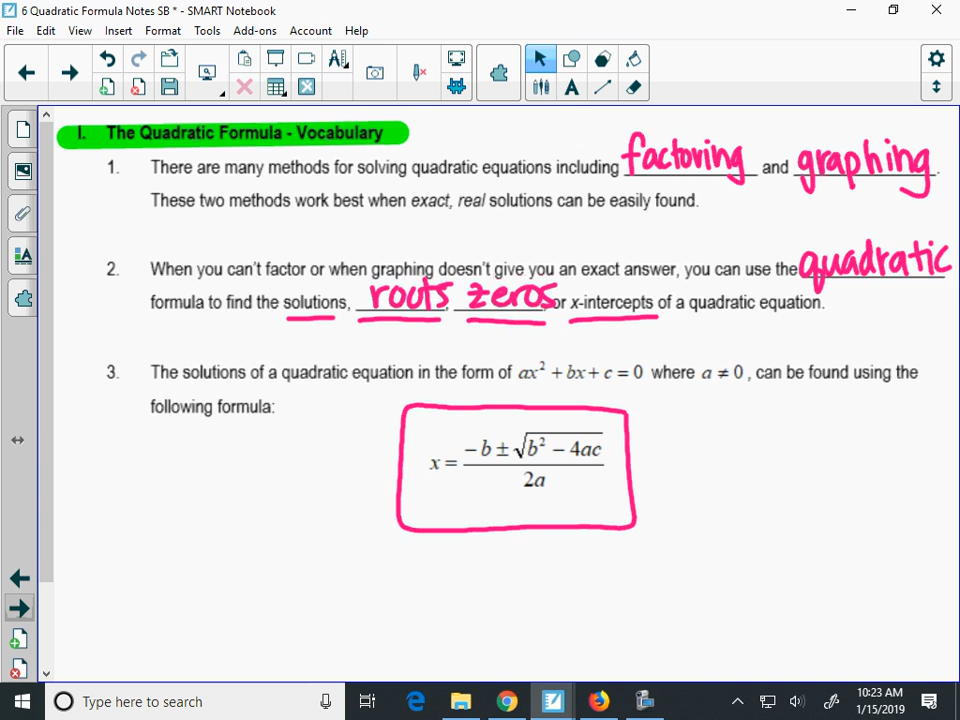 6 Quadratic Formula Notes SB * - SMART Notebook
File Edit View Insert Format Tools Add-ons Account Help
I. The Quadratic Formula - Vocabulary
1. There are many methods for solving quadratic equations including factoring and graphing.
These two methods work best when exact, real solutions can be easily found.
2. When you can't factor or when graphing doesn't give you an exact answer, you can use the quadratic
formula to find the solutions, roots, zeros, or x-intercepts of a quadratic equation.
3. The solutions of a quadratic equation in the form of ax² + bx + c = 0 where a ≠ 0, can be found using the
following formula:
x = (-b ± √(b² - 4ac)) / 2a
Type here to search
10:23 AM
1/15/2019